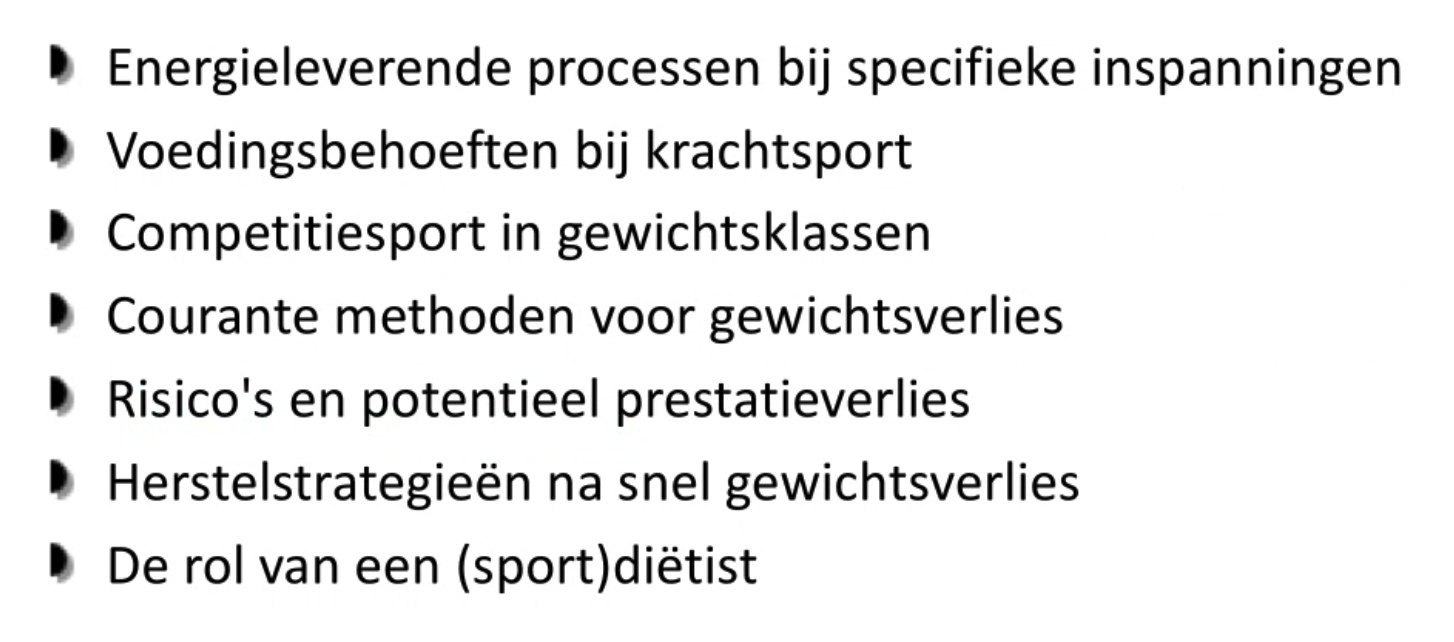 Energieleverende processen bij specifieke inspanningen
Voedingsbehoeften bij krachtsport
Competitiesport in gewichtsklassen
Courante methoden voor gewichtsverlies
Risico's en potentieel prestatieverlies
Herstelstrategieën na snel gewichtsverlies
De rol van een (sport)diëtist